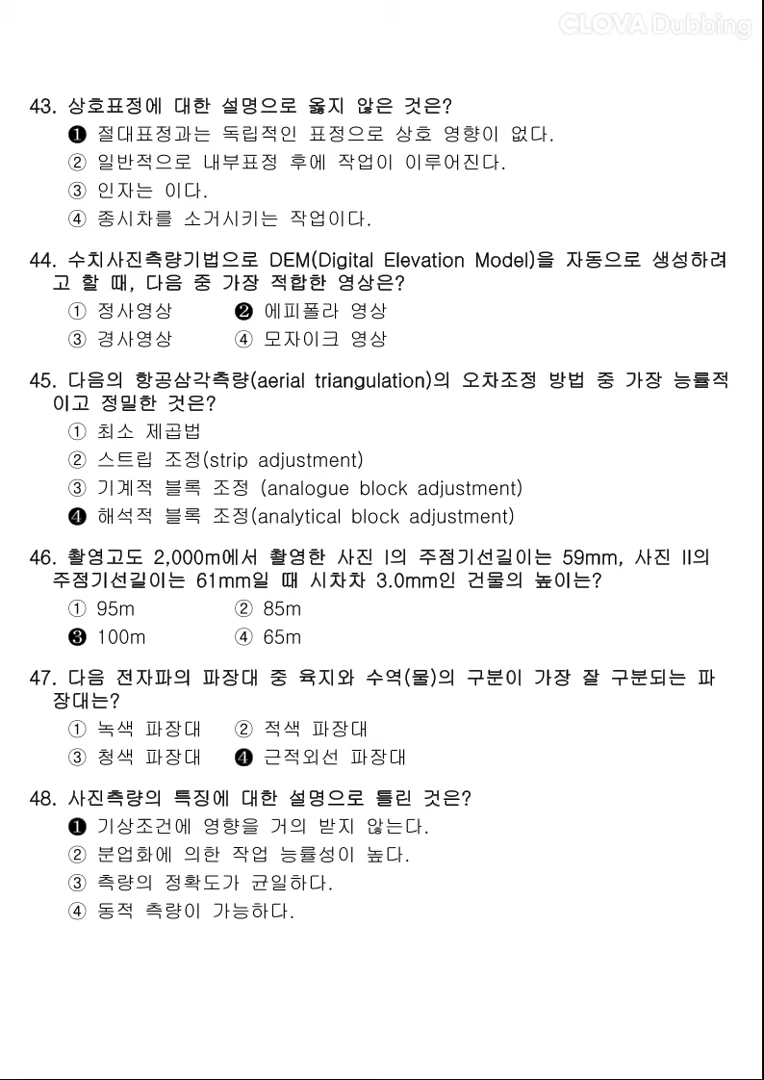 CLOVA Dubbing
43. 상호표정에 대한 설명으로 옳지 않은 것은?
❶ 절대표정과는 독립적인 표정으로 상호 영향이 없다.
② 일반적으로 내부표정 후에 작업이 이루어진다.
③ 인자는 이다.
④ 종시차를 소거시키는 작업이다.
44. 수치사진측량기법으로 DEM(Digital Elevation Model)을 자동으로 생성하려
고 할 때, 다음 중 가장 적합한 영상은?
① 정사영상 ❷ 에피폴라 영상
③ 경사영상 ④ 모자이크 영상
45. 다음의 항공삼각측량(aerial triangulation)의 오차조정 방법 중 가장 능률적
이고 정밀한 것은?
① 최소 제곱법
② 스트립 조정(strip adjustment)
③ 기계적 블록 조정 (analogue block adjustment)
❹ 해석적 블록 조정(analytical block adjustment)
46. 촬영고도 2,000m에서 촬영한 사진 I의 주점기선길이는 59mm, 사진 II의
주점기선길이는 61mm일 때 시차차 3.0mm인 건물의 높이는?
① 95m ② 85m
❸ 100m ④ 65m
47. 다음 전자파의 파장대 중 육지와 수역(물)의 구분이 가장 잘 구분되는 파
장대는?
① 녹색 파장대 ② 적색 파장대
③ 청색 파장대 ❹ 근적외선 파장대
48. 사진측량의 특징에 대한 설명으로 틀린 것은?
❶ 기상조건에 영향을 거의 받지 않는다.
② 분업화에 의한 작업 능률성이 높다.
③ 측량의 정확도가 균일하다.
④ 동적 측량이 가능하다.